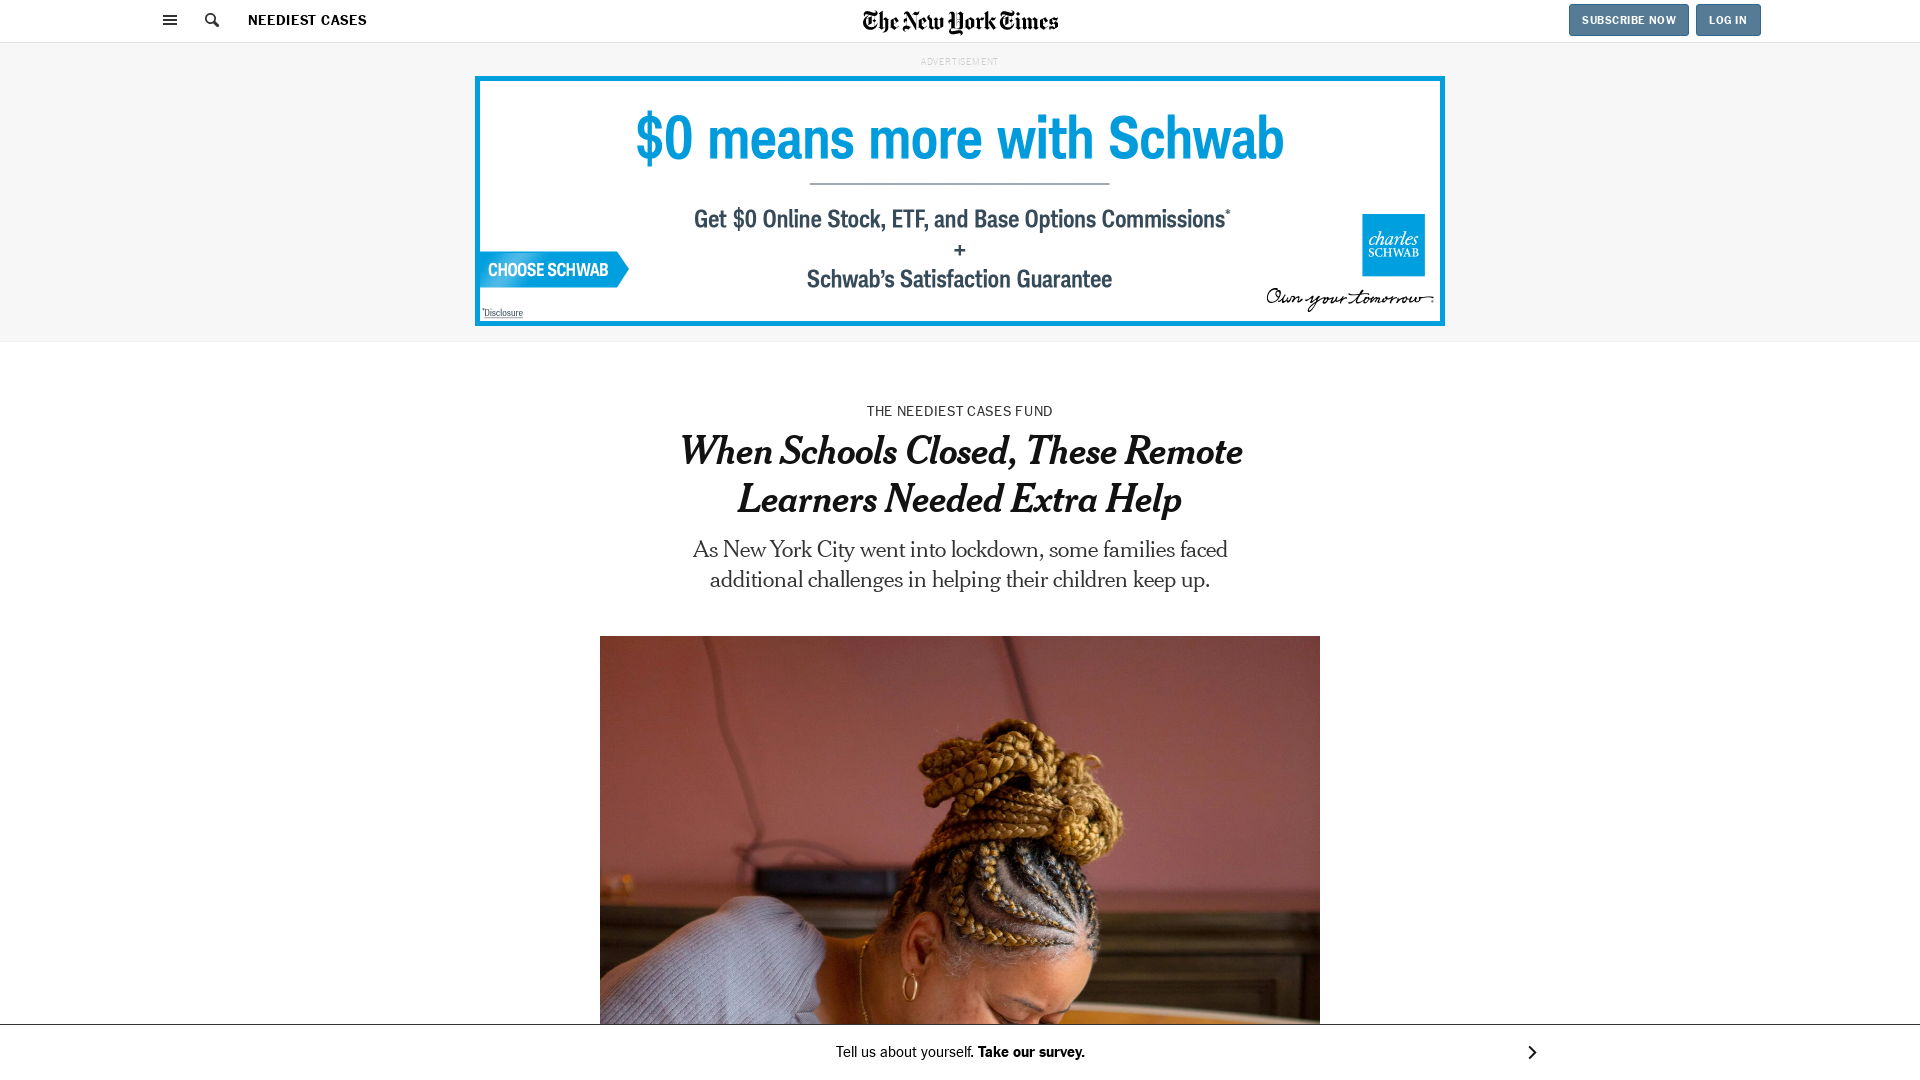 NEEDIEST CASES
The New York Times
SUBSCRIBE NOW
LOG IN
ADVERTISEMENT
$0 means more with Schwab
Get $0 Online Stock, ETF, and Base Options Commissions*
+
Schwab's Satisfaction Guarantee
CHOOSE SCHWAB
*Disclosure
charles
SCHWAB
Own your tomorrow.
THE NEEDIEST CASES FUND
When Schools Closed, These Remote
Learners Needed Extra Help
As New York City went into lockdown, some families faced
additional challenges in helping their children keep up.
Tell us about yourself. Take our survey.